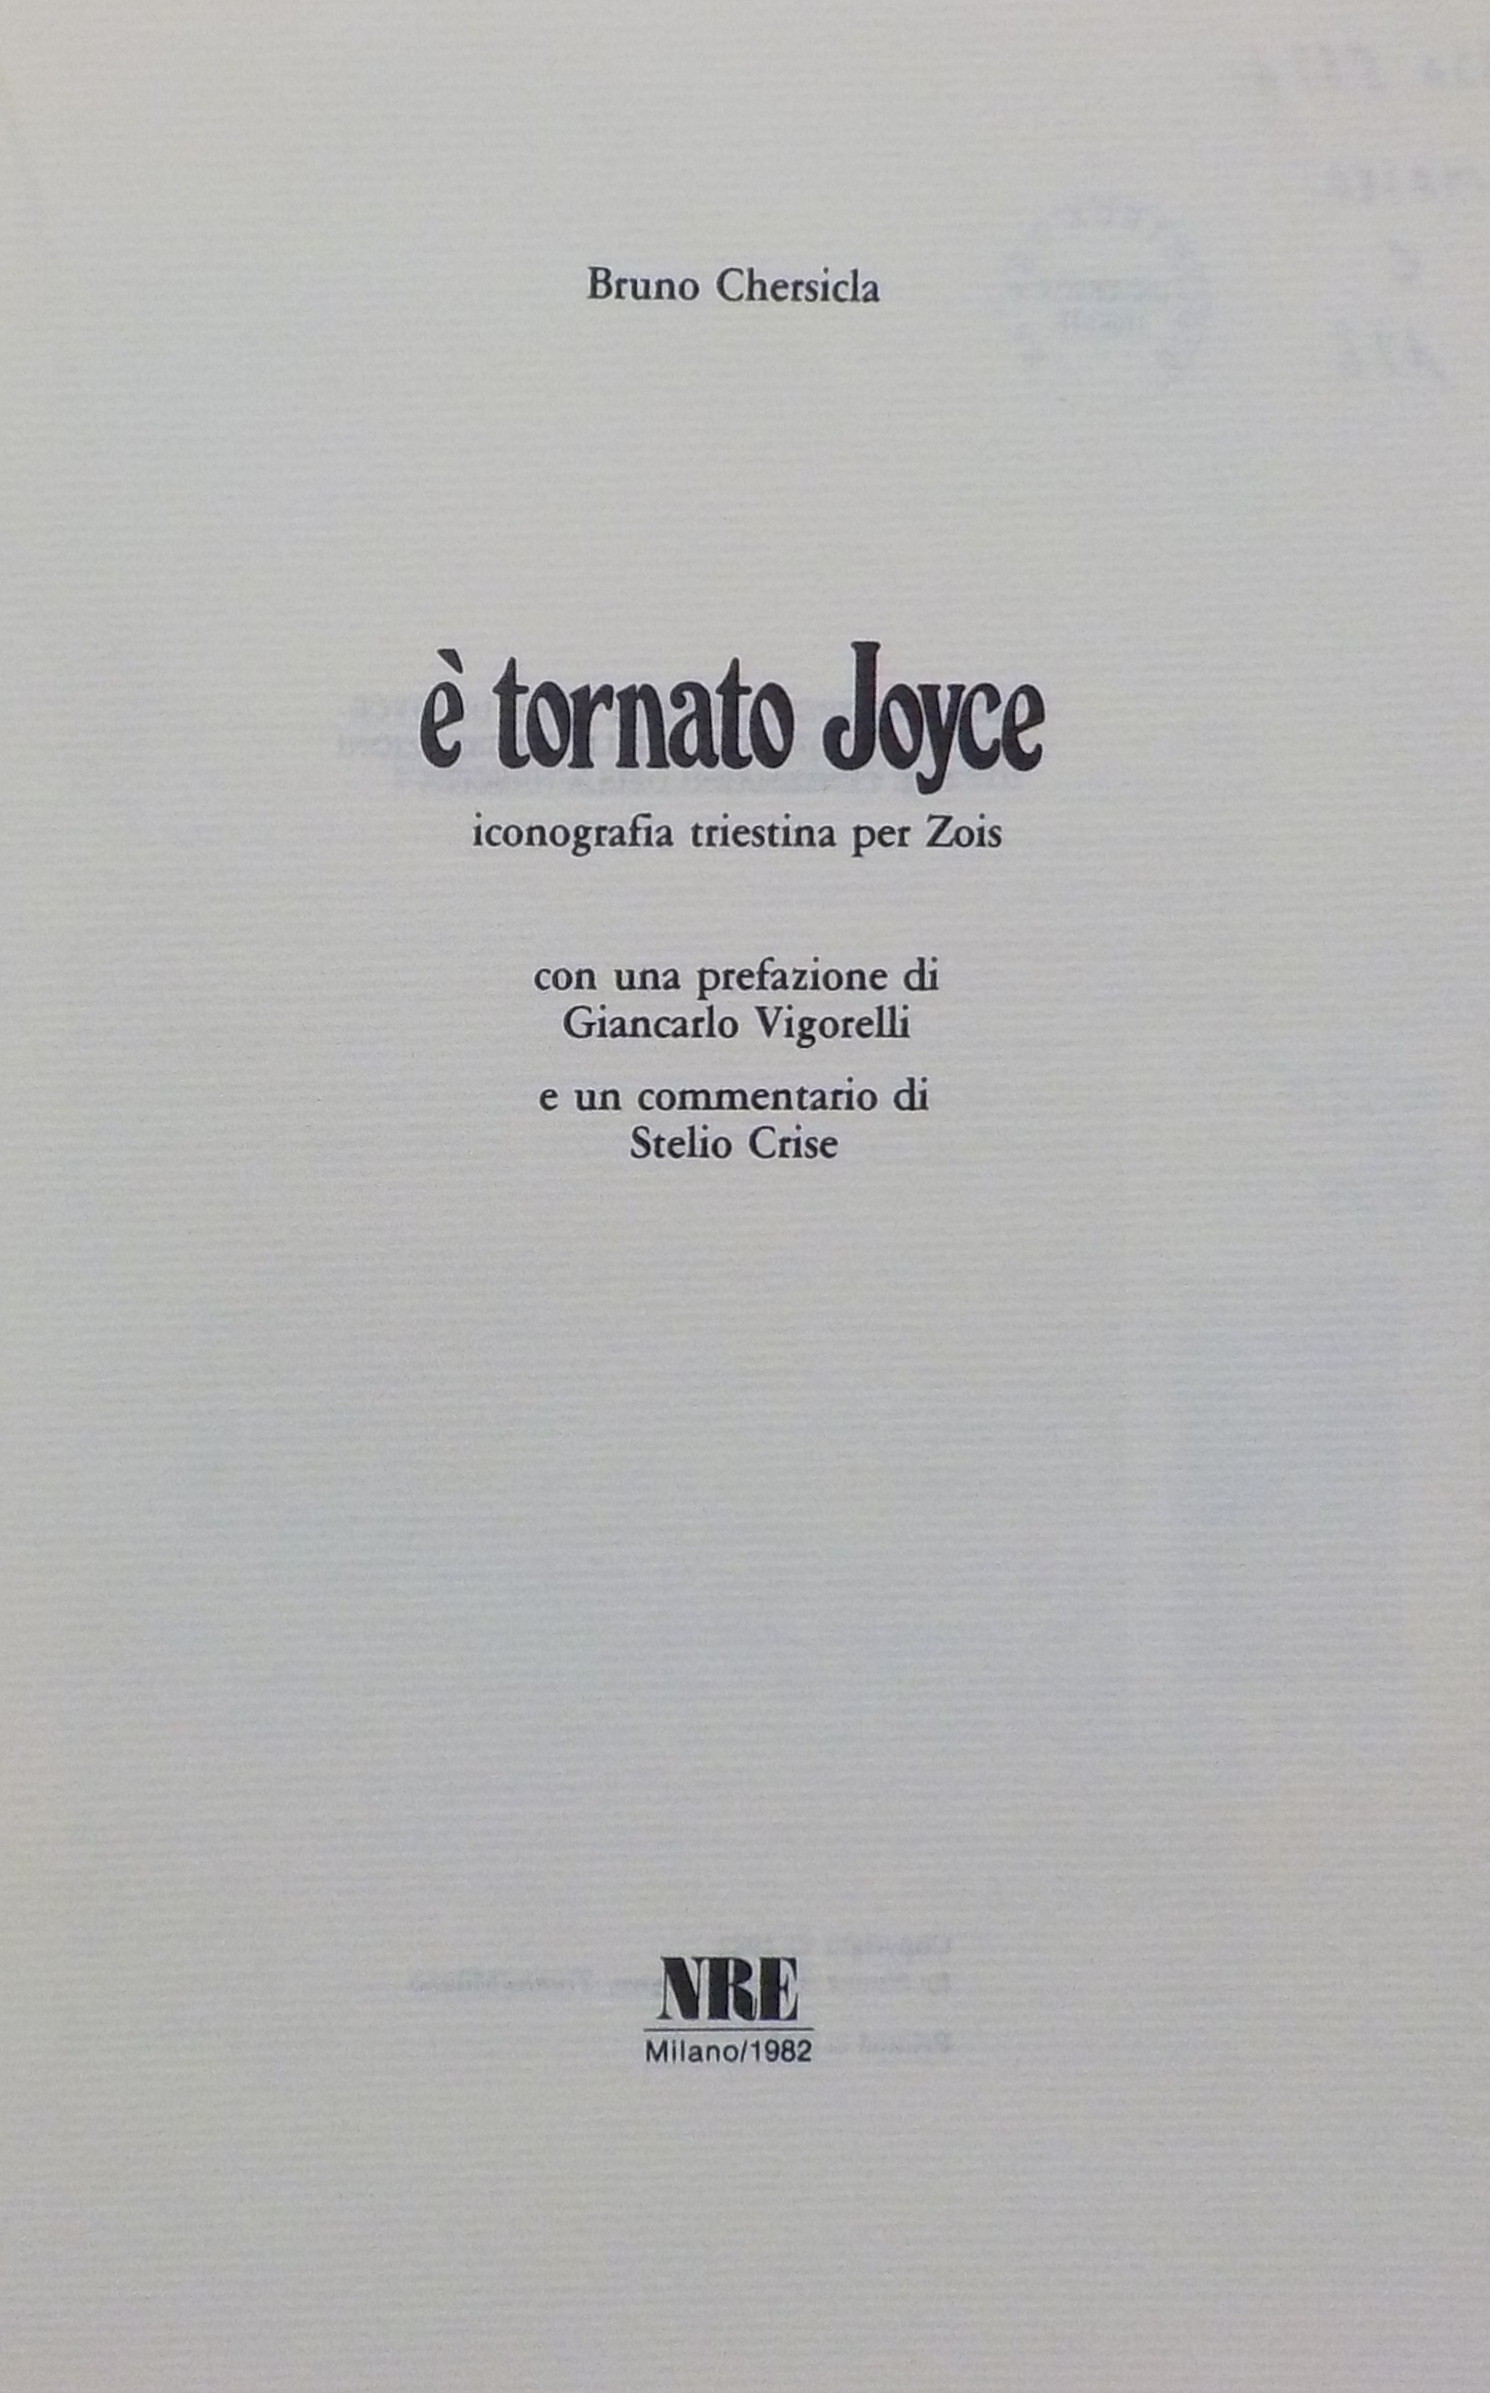 Bruno Chersicla
è tornato Joyce
iconografia triestina per Zois
con una prefazione di
Giancarlo Vigorelli
e un commentario di
Stelio Crise
NRE
Milano/1982